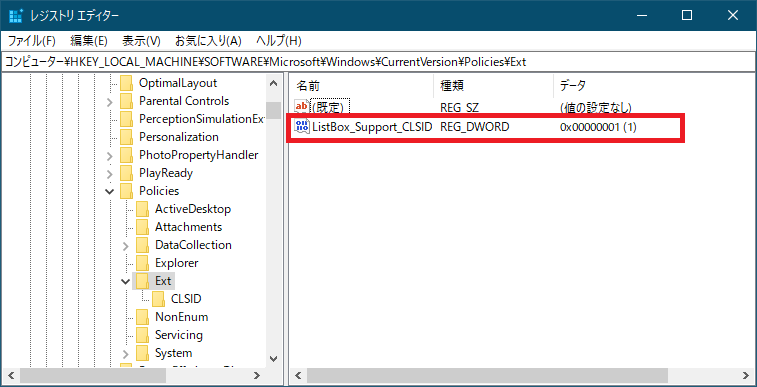 レジストリ エディター
ファイル(F) 編集(E) 表示(V) お気に入り(A) ヘルプ(H)
コンピューター¥HKEY_LOCAL_MACHINE¥SOFTWARE¥Microsoft¥Windows¥CurrentVersion¥Policies¥Ext
OptimalLayout
Parental Controls
PerceptionSimulationEx
Personalization
PhotoPropertyHandler
PlayReady
Policies
ActiveDesktop
Attachments
DataCollection
Explorer
Ext
CLSID
NonEnum
Servicing
System
名前 種類 データ
ab (既定) REG_SZ (値の設定なし)
ListBox_Support_CLSID REG_DWORD 0x00000001 (1)